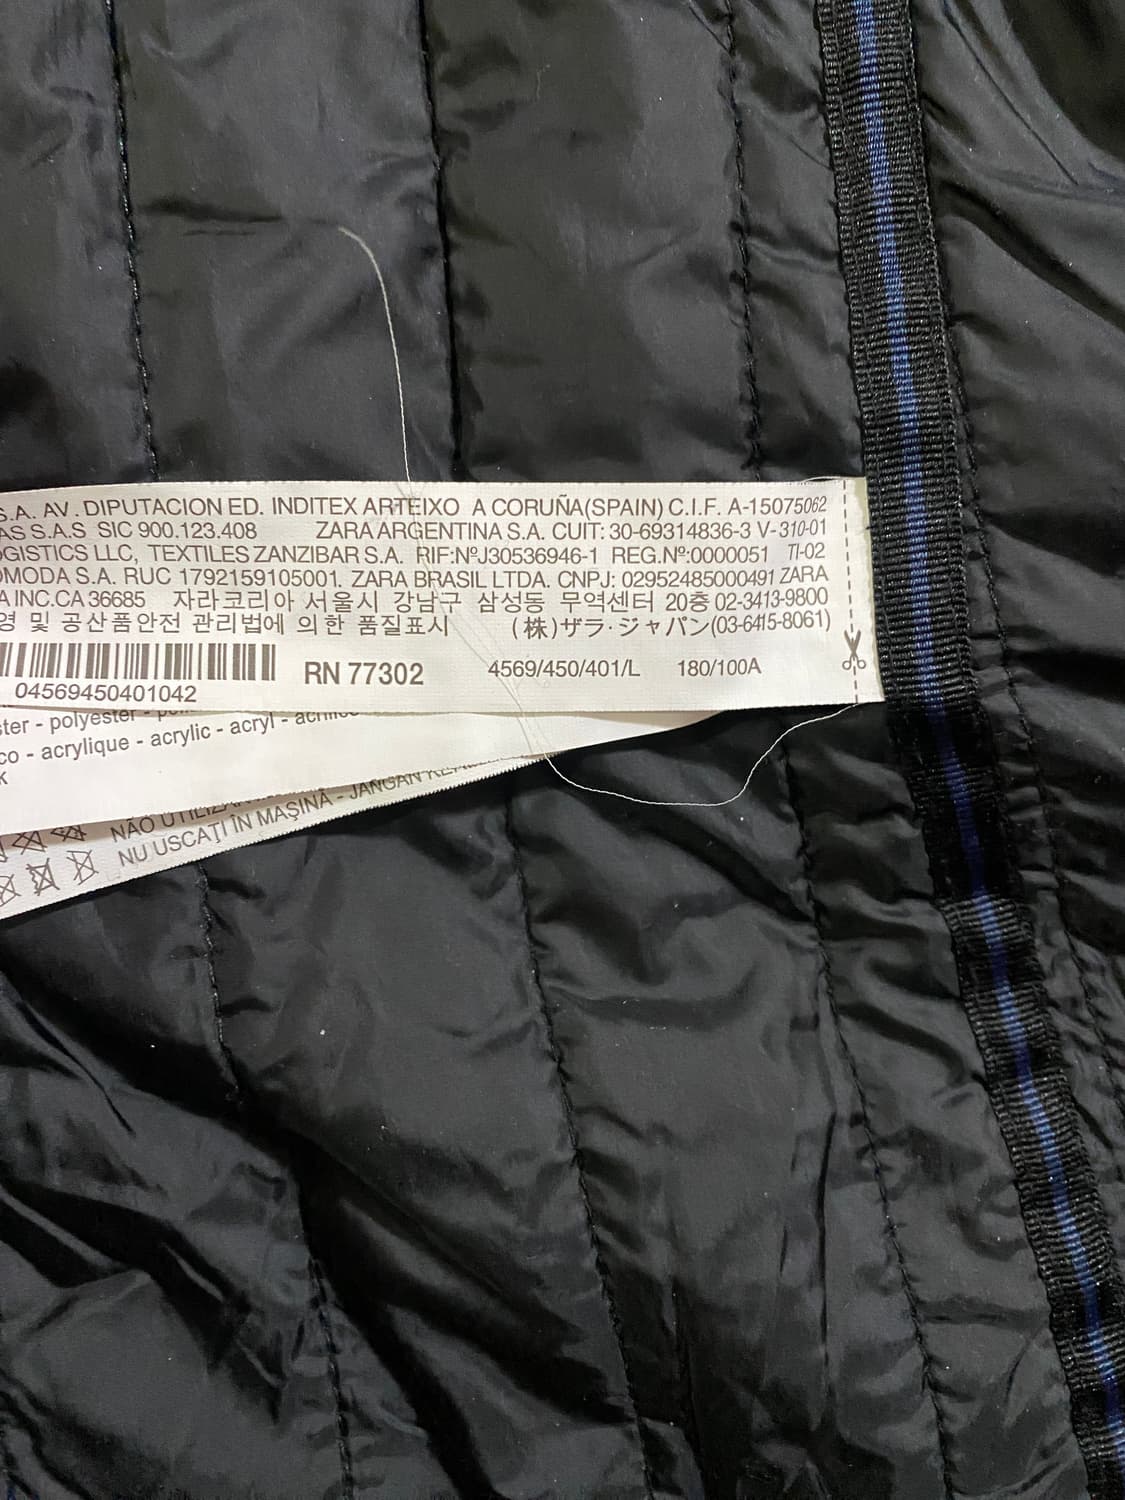 S.A. AV. DIPUTACION ED. INDITEX ARTEIXO A CORUÑA(SPAIN) C.I.F. A-15075062
AS S.A.S SIC 900.123.408 ZARA ARGENTINA S.A. CUIT: 30-69314836-3 V-310-01
OGISTICS LLC, TEXTILES ZANZIBAR S.A. RIF:NºJ30536946-1 REG.Nº:0000051 TI-02
OMODA S.A. RUC 1792159105001. ZARA BRASIL LTDA. CNPJ: 02952485000491 ZARA
A INC.CA 36685 자라코리아 서울시 강남구 삼성동 무역센터 20층 02-3413-9800
영 및 공산품안전 관리법에 의한 품질표시 (株)ザラ·ジャパン(03-6415-8061)
04569450401042 RN 77302 4569/450/401/L 180/100A
ster - polyester -
co - acrylique - acrylic - acryl -
k
NÃO UTILIZAR
NU USCAŢI ÎN MAŞINĂ - JANGAN